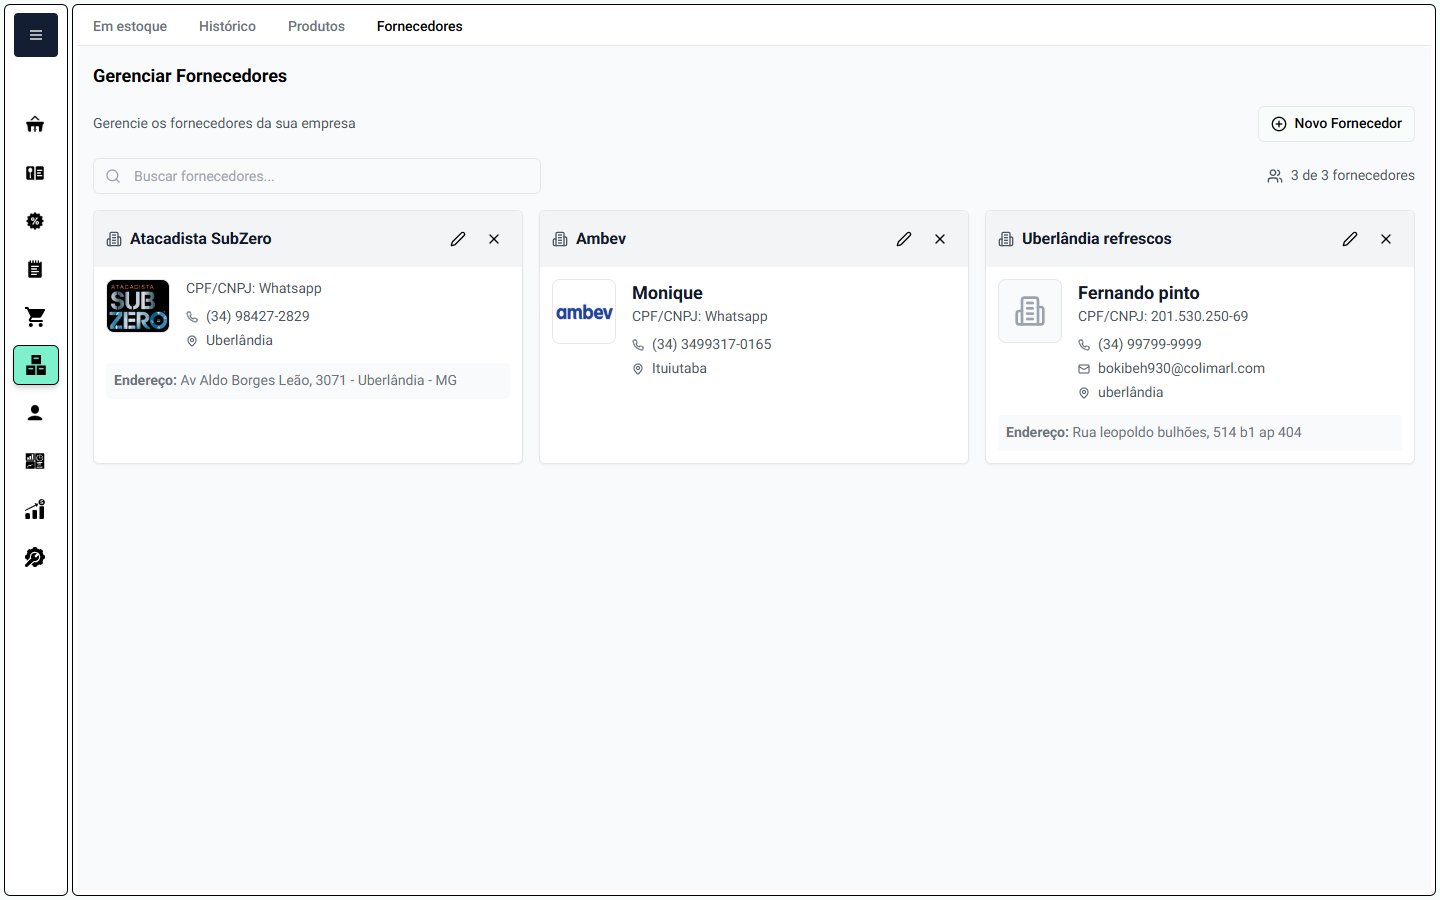 Em estoque Histórico Produtos Fornecedores
Gerenciar Fornecedores
Gerencie os fornecedores da sua empresa
Novo Fornecedor
Buscar fornecedores...
3 de 3 fornecedores
Atacadista SubZero
ATACADISTA
SUB
ZERO
CPF/CNPJ: Whatsapp
(34) 98427-2829
Uberlândia
Endereço: Av Aldo Borges Leão, 3071 - Uberlândia - MG
Ambev
ambev
Monique
CPF/CNPJ: Whatsapp
(34) 3499317-0165
Ituiutaba
Uberlândia refrescos
Fernando pinto
CPF/CNPJ: 201.530.250-69
(34) 99799-9999
bokibeh930@colimarl.com
uberlândia
Endereço: Rua leopoldo bulhões, 514 b1 ap 404